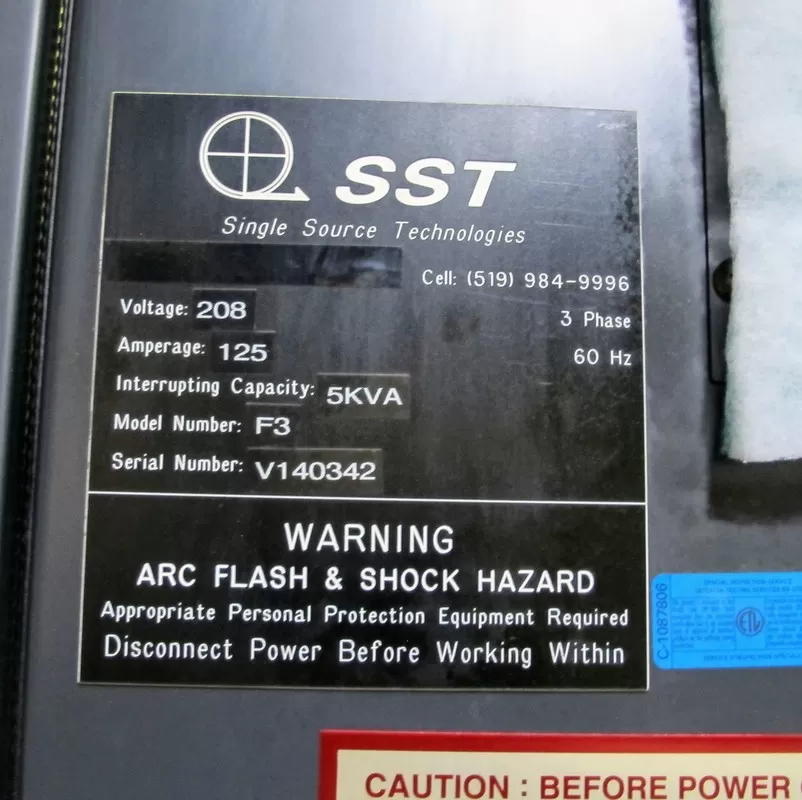 SST
Single Source Technologies
Cell: (519) 984-9996
Voltage: 208
3 Phase
Amperage: 125
60 Hz
Interrupting Capacity: 5KVA
Model Number: F3
Serial Number: V140342
WARNING
ARC FLASH & SHOCK HAZARD
Appropriate Personal Protection Equipment Required
Disconnect Power Before Working Within
C-1087806
CAUTION : BEFORE POWER